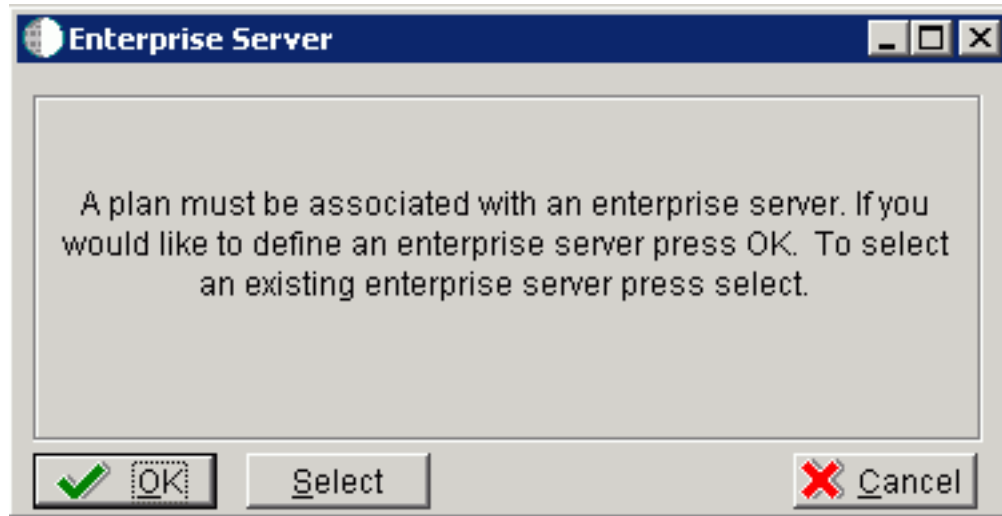 Enterprise Server
A plan must be associated with an enterprise server. If you
would like to define an enterprise server press OK.  To select
an existing enterprise server press select.
OK
Select
Cancel